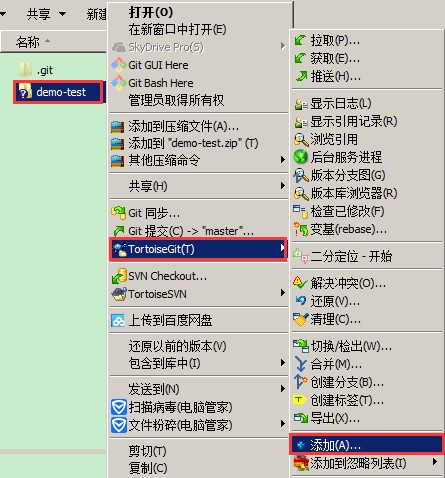 共享 ▼ 新建
名称
.git
demo-test
打开(O)
在新窗口中打开(E)
SkyDrive Pro(S)
Git GUI Here
Git Bash Here
管理员取得所有权
添加到压缩文件(A)...
添加到 "demo-test.zip" (T)
其他压缩命令
共享(H)
Git 同步...
Git 提交(C) -> "master"...
TortoiseGit(T)
SVN Checkout...
TortoiseSVN
上传到百度网盘
还原以前的版本(V)
包含到库中(I)
发送到(N)
扫描病毒(电脑管家)
文件粉碎(电脑管家)
剪切(T)
复制(C)
拉取(P)...
获取(E)...
推送(H)...
显示日志(L)
显示引用记录(R)
浏览引用
后台服务进程
版本分支图(G)
版本库浏览器(R)
检查已修改(F)
变基(rebase)...
二分定位 - 开始
解决冲突(O)...
还原(V)...
清理(C)...
切换/检出(W)...
合并(M)...
创建分支(B)...
创建标签(T)...
导出(X)...
添加(A)...
添加到忽略列表(I)